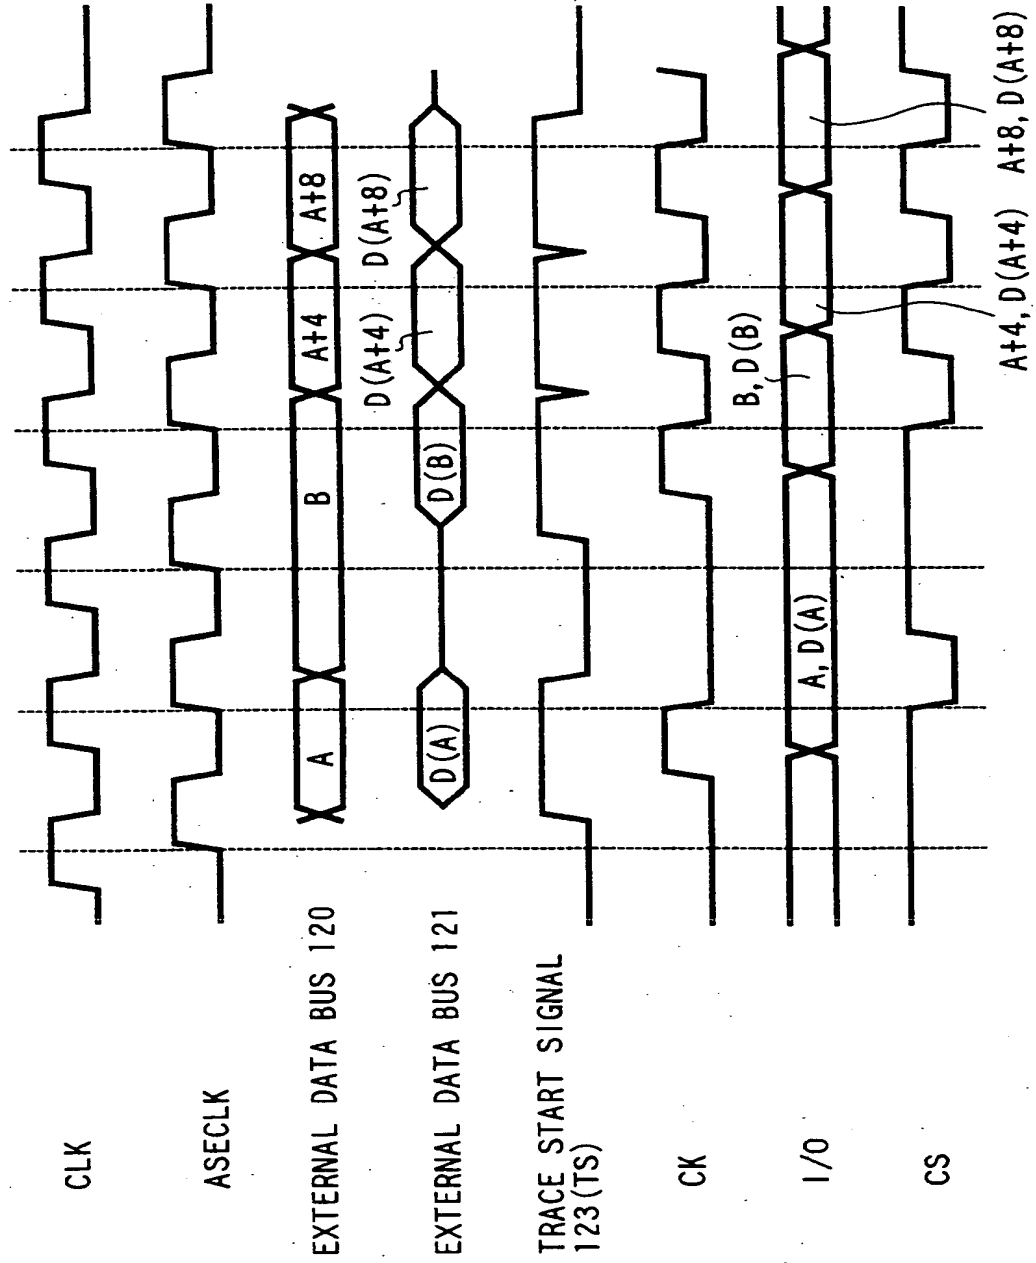 CLK
ASECLK
EXTERNAL DATA BUS 120
A
B
A+4
A+8
EXTERNAL DATA BUS 121
D(A)
D(B)
D(A+4)
D(A+8)
TRACE START SIGNAL
123(TS)
CK
I/O
A, D(A)
B, D(B)
A+4, D(A+4)
A+8, D(A+8)
CS